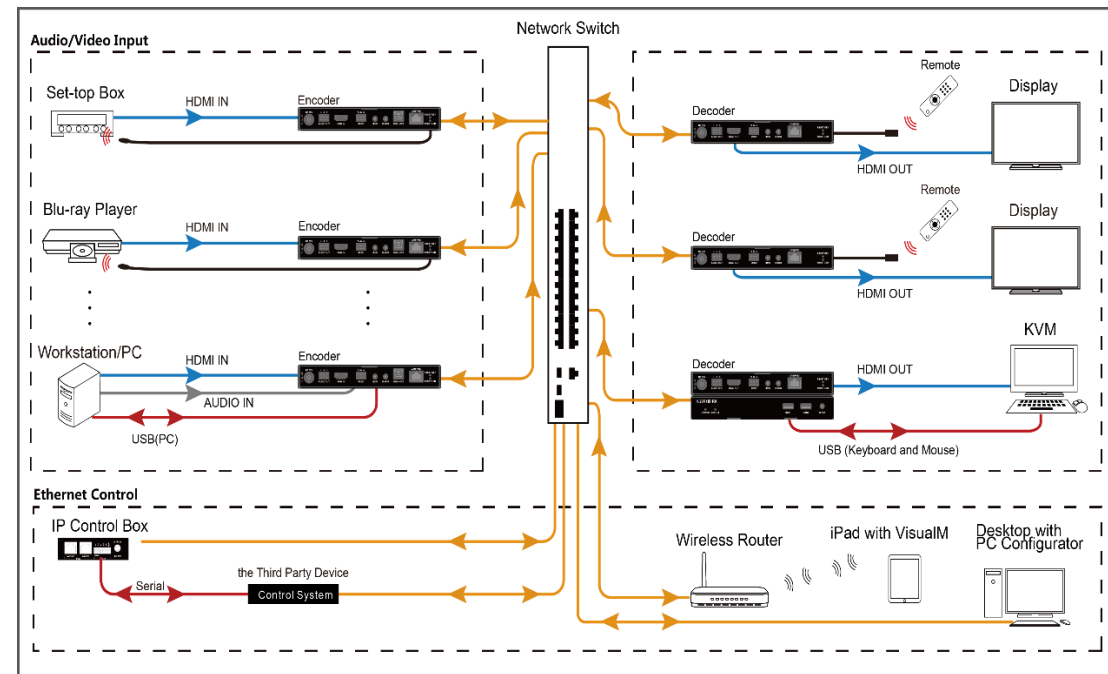 Network Switch
Audio/Video Input
Set-top Box
HDMI IN
Encoder
Blu-ray Player
HDMI IN
Encoder
Workstation/PC
HDMI IN
Encoder
AUDIO IN
USB(PC)
Remote
Display
Decoder
HDMI OUT
Remote
Display
Decoder
HDMI OUT
KVM
Decoder
HDMI OUT
USB (Keyboard and Mouse)
Ethernet Control
IP Control Box
Serial
the Third Party Device
Control System
Wireless Router
iPad with VisualM
Desktop with
PC Configurator